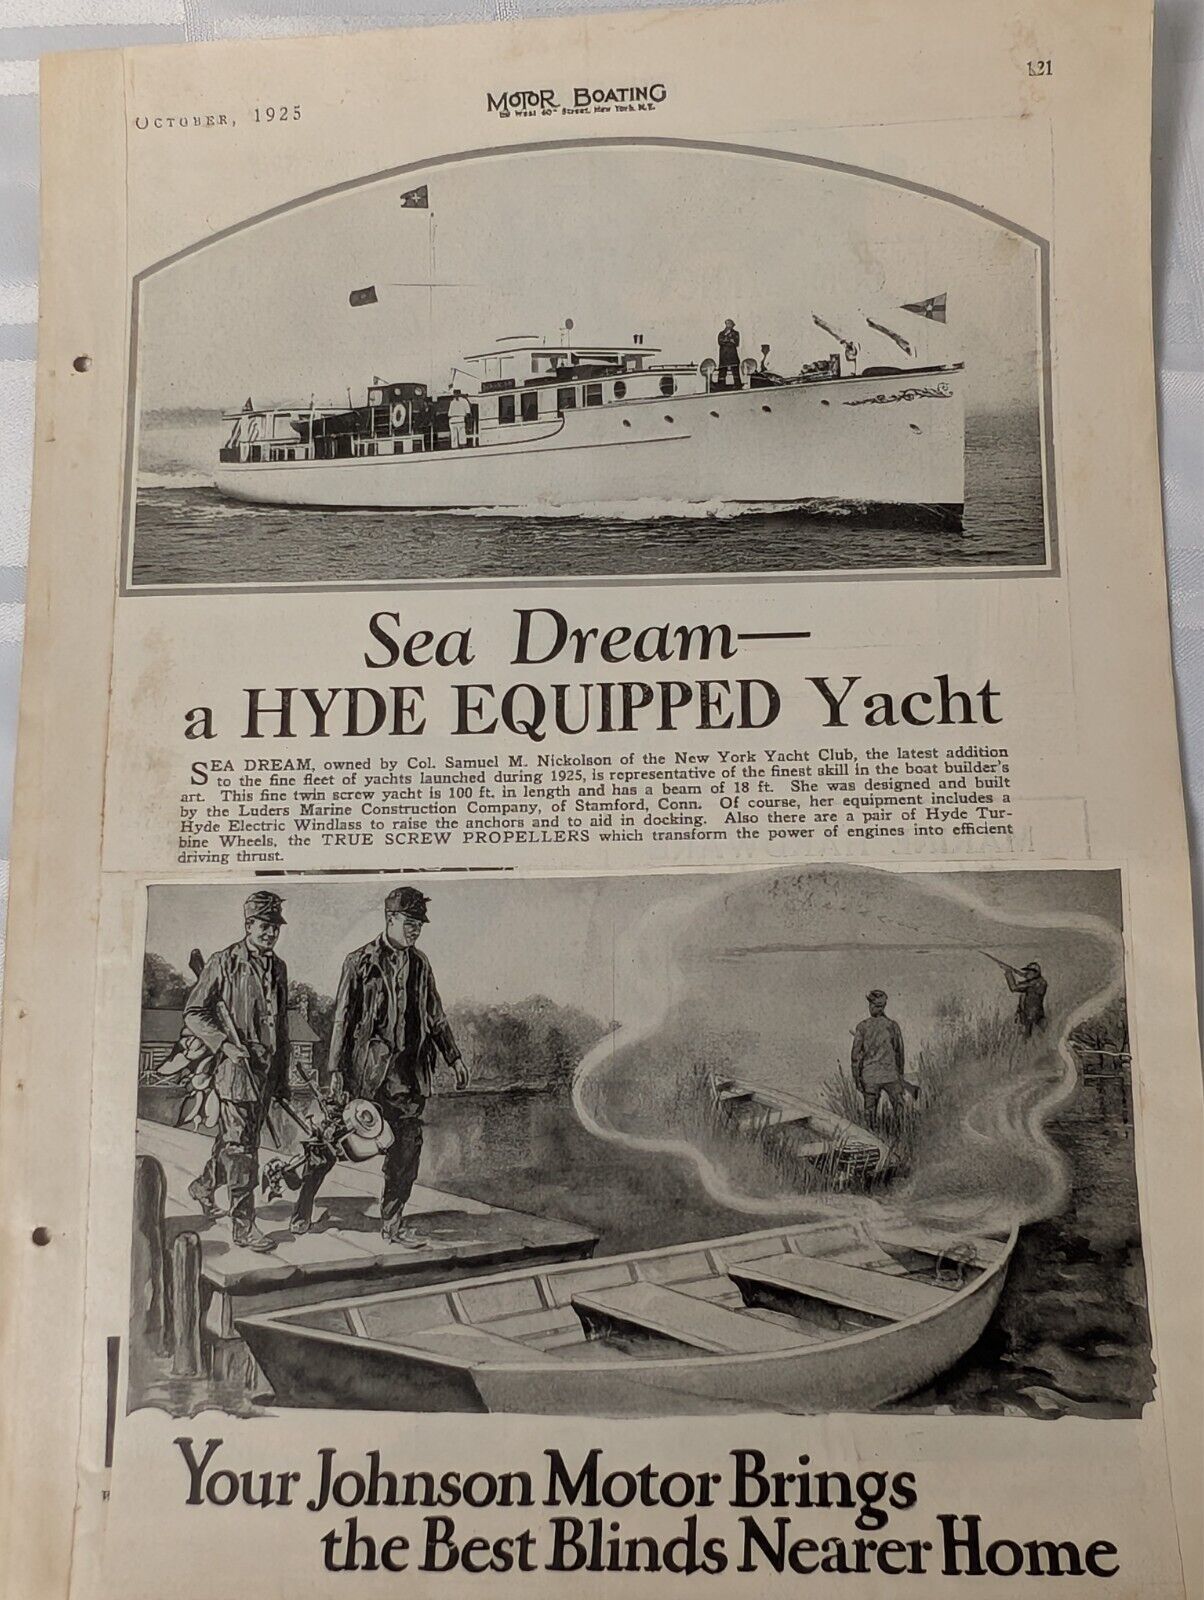 OCTOBER, 1925
MOTOR BOATING
119 West 40th Street, New York, N.Y.
121
Sea Dream—
a HYDE EQUIPPED Yacht
SEA DREAM, owned by Col. Samuel M. Nickolson of the New York Yacht Club, the latest addition
to the fine fleet of yachts launched during 1925, is representative of the finest skill in the boat builder's
art. This fine twin screw yacht is 100 ft. in length and has a beam of 18 ft. She was designed and built
by the Luders Marine Construction Company, of Stamford, Conn. Of course, her equipment includes a
Hyde Electric Windlass to raise the anchors and to aid in docking. Also there are a pair of Hyde Tur-
bine Wheels, the TRUE SCREW PROPELLERS which transform the power of engines into efficient
driving thrust.
Your Johnson Motor Brings
the Best Blinds Nearer Home